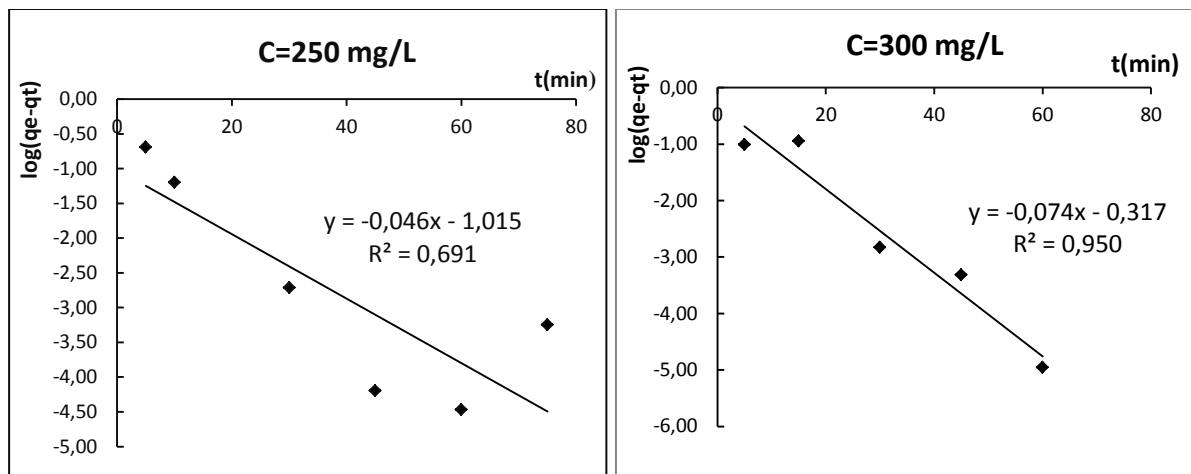 C=250 mg/L
t(min)
log(qe-qt)
0,00
-0,50
-1,00
-1,50
-2,00
-2,50
-3,00
-3,50
-4,00
-4,50
-5,00
0 20 40 60 80
y = -0,046x - 1,015
R² = 0,691
C=300 mg/L
t(min)
log(qe-qt)
0,00
-1,00
-2,00
-3,00
-4,00
-5,00
-6,00
0 20 40 60 80
y = -0,074x - 0,317
R² = 0,950